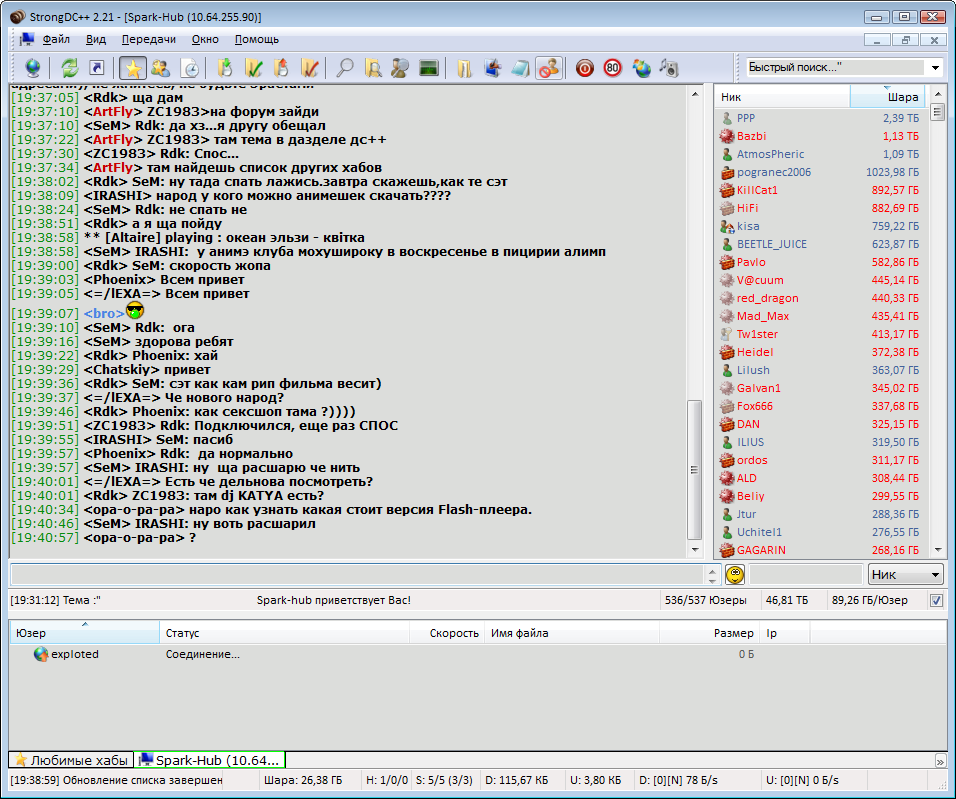 StrongDC++ 2.21 - [Spark-Hub (10.64.255.90)]
Файл Вид Передачи Окно Помощь
80
Быстрый поиск..."
[19:37:05] <Rdk> ща дам
[19:37:10] <ArtFly> ZC1983>на форум зайди
[19:37:10] <SeM> Rdk: да хз...я другу обещал
[19:37:22] <ArtFly> ZC1983> там тема в дазделе дс++
[19:37:30] <ZC1983> Rdk: Спос...
[19:37:34] <ArtFly> там найдешь список других хабов
[19:38:02] <Rdk> SeM: ну тада спать лажись.завтра скажешь,как те сэт
[19:38:09] <IRASHI> народ у кого можно анимешек скачать????
[19:38:24] <SeM> Rdk: не спать не
[19:38:51] <Rdk> а я ща пойду
[19:38:58] ** [Altaire] playing : океан эльзи - квітка
[19:38:58] <SeM> IRASHI:  у анимэ клуба мохушироку в воскресенье в пицирии алимп
[19:39:00] <Rdk> SeM: скорость жопа
[19:39:03] <Phoenix> Всем привет
[19:39:05] <=/lEXA=> Всем привет
[19:39:07] <bro>
[19:39:10] <SeM> Rdk:  ога
[19:39:16] <SeM> здорова ребят
[19:39:22] <Rdk> Phoenix: хай
[19:39:29] <Chatskiy> привет
[19:39:36] <Rdk> SeM: сэт как кам рип фильма весит)
[19:39:37] <=/lEXA=> Че нового народ?
[19:39:46] <Rdk> Phoenix: как сексшоп тама ?))))
[19:39:51] <ZC1983> Rdk: Подключился, еще раз СПОС
[19:39:55] <IRASHI> SeM: пасиб
[19:39:57] <Phoenix> Rdk:  да нормально
[19:39:57] <SeM> IRASHI: ну  ща расшарю че нить
[19:40:01] <=/lEXA=> Есть че дельнова посмотреть?
[19:40:01] <Rdk> ZC1983: там dj KATYA есть?
[19:40:34] <opa-o-pa-pa> наро как узнать какая стоит версия Flash-плеера.
[19:40:46] <SeM> IRASHI: ну воть расшарил
[19:40:57] <opa-o-pa-pa> ?
Ник Шара
PPP 2,39 ТБ
Bazbi 1,13 ТБ
AtmosPheric 1,09 ТБ
pogranec2006 1023,98 ГБ
KillCat1 892,57 ГБ
HiFi 882,69 ГБ
kisa 759,22 ГБ
BEETLE_JUICE 623,87 ГБ
Pavlo 582,86 ГБ
V@cuum 445,14 ГБ
red_dragon 440,33 ГБ
Mad_Max 435,41 ГБ
Tw1ster 413,17 ГБ
Heidel 372,38 ГБ
Lilush 363,07 ГБ
Galvan1 345,02 ГБ
Fox666 337,68 ГБ
DAN 325,15 ГБ
ILIUS 319,50 ГБ
ordos 311,17 ГБ
ALD 308,44 ГБ
Beliy 299,55 ГБ
Jtur 288,36 ГБ
Uchitel1 276,55 ГБ
GAGARIN 268,16 ГБ
Ник
[19:31:12] Тема :" Spark-hub приветствует Вас! 536/537 Юзеры 46,81 ТБ 89,26 ГБ/Юзер
Юзер Статус Скорость Имя файла Размер Ip
exploted Соединение... 0 Б
Любимые хабы Spark-Hub (10.64...
[19:38:59] Обновление списка завершен Шара: 26,38 ГБ H: 1/0/0 S: 5/5 (3/3) D: 115,67 КБ U: 3,80 КБ D: [0][N] 78 Б/s U: [0][N] 0 Б/s